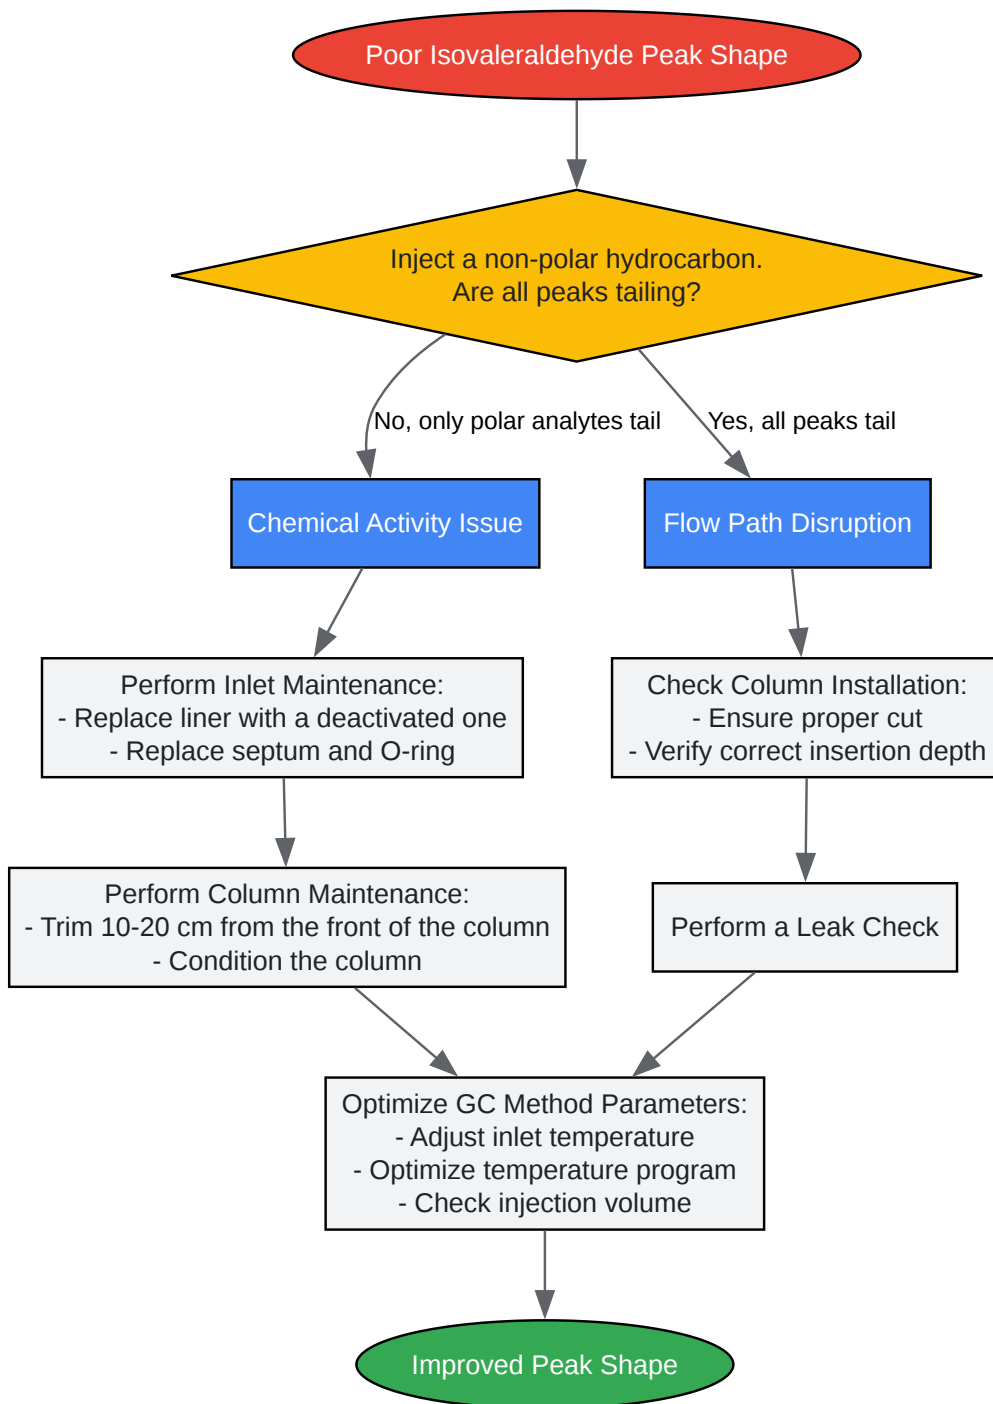 Poor Isovaleraldehyde Peak Shape
Inject a non-polar hydrocarbon.
Are all peaks tailing?
No, only polar analytes tail
Yes, all peaks tail
Chemical Activity Issue
Flow Path Disruption
Perform Inlet Maintenance:
- Replace liner with a deactivated one
- Replace septum and O-ring
Check Column Installation:
- Ensure proper cut
- Verify correct insertion depth
Perform Column Maintenance:
- Trim 10-20 cm from the front of the column
- Condition the column
Perform a Leak Check
Optimize GC Method Parameters:
- Adjust inlet temperature
- Optimize temperature program
- Check injection volume
Improved Peak Shape